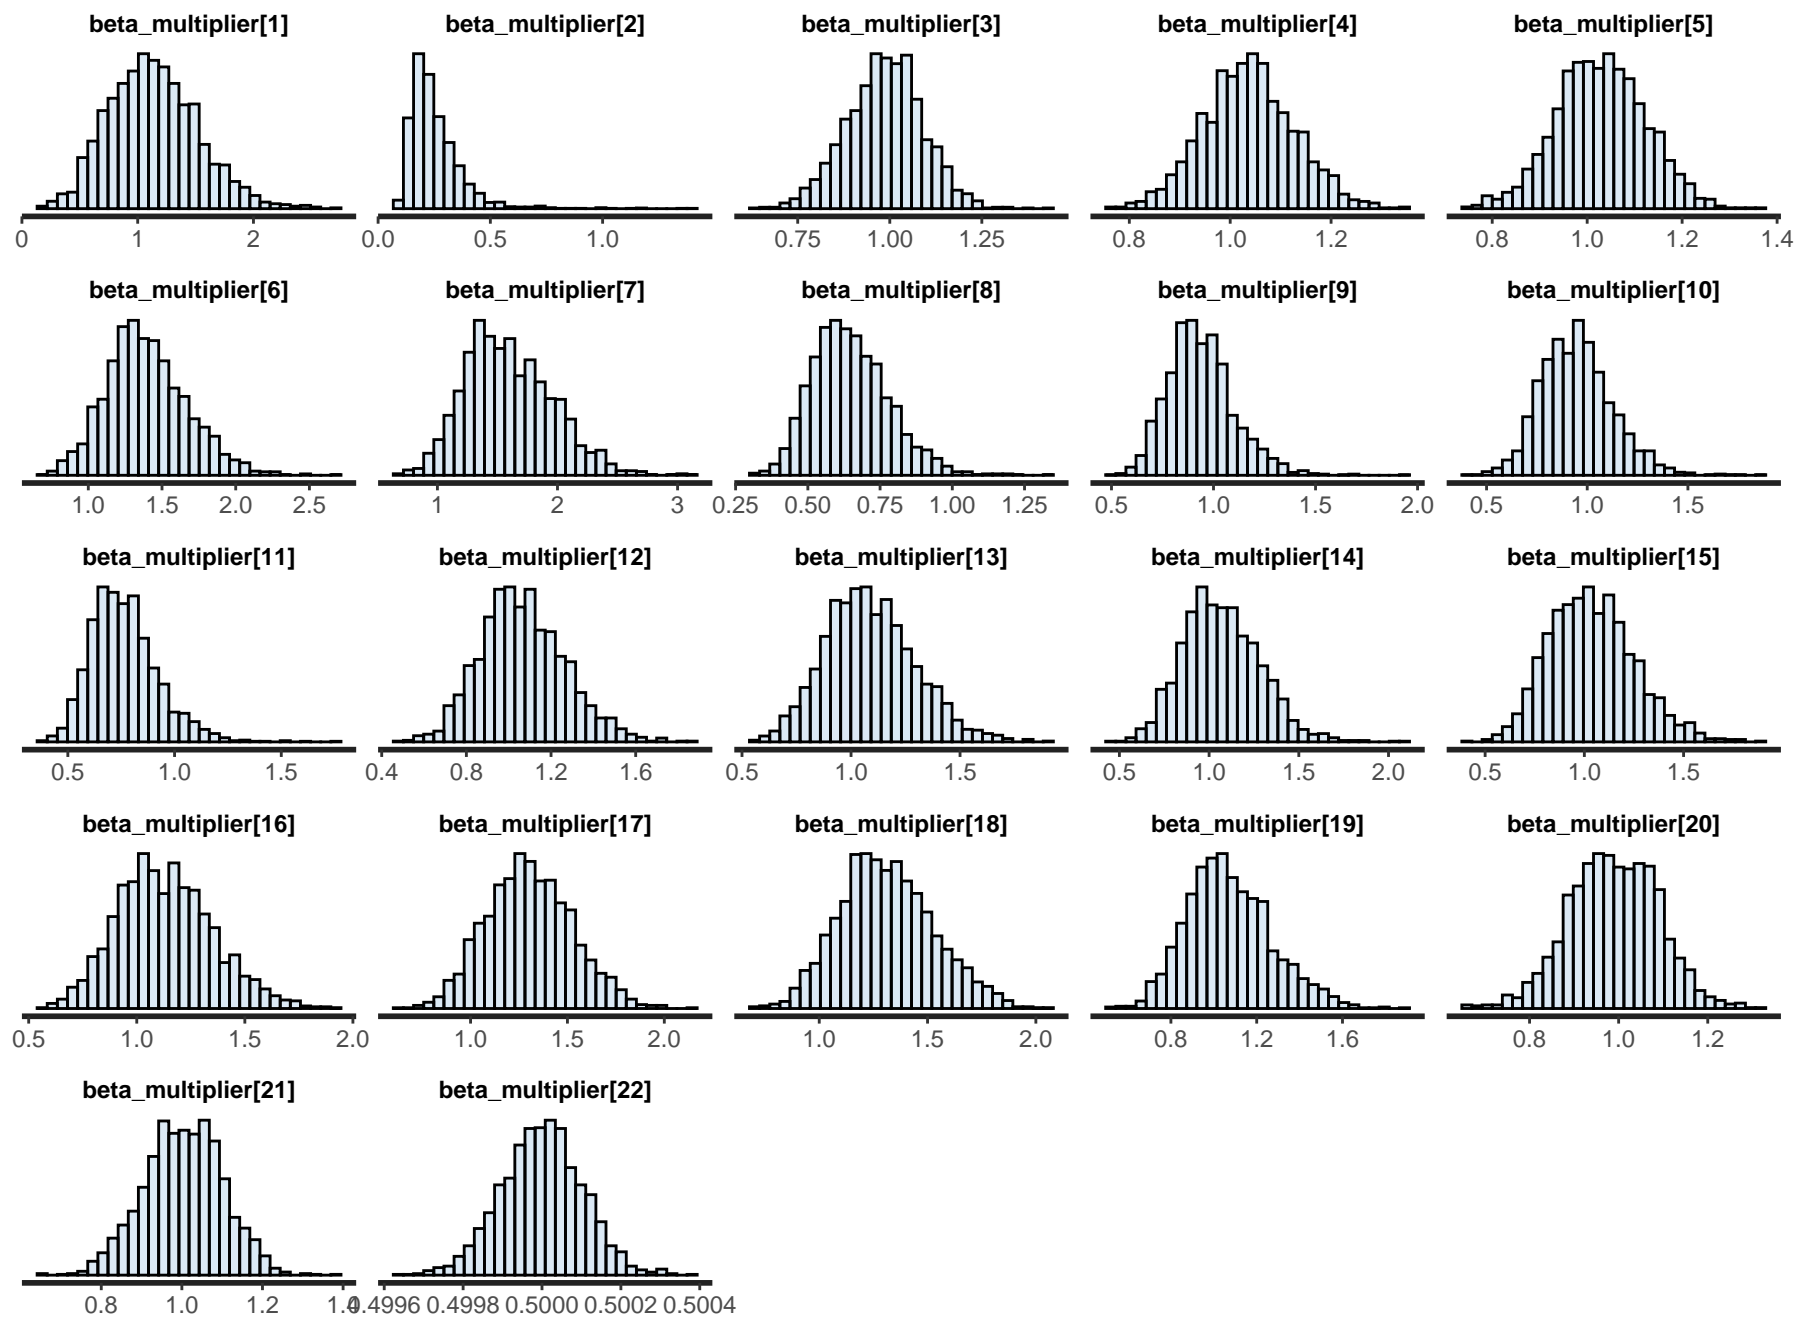 beta_multiplier[1] beta_multiplier[2] beta_multiplier[3] beta_multiplier[4] beta_multiplier[5]
0 1 2 0.0 0.5 1.0 0.75 1.00 1.25 0.8 1.0 1.2 0.8 1.0 1.2 1.4
beta_multiplier[6] beta_multiplier[7] beta_multiplier[8] beta_multiplier[9] beta_multiplier[10]
1.0 1.5 2.0 2.5 1 2 3 0.25 0.50 0.75 1.00 1.25 0.5 1.0 1.5 2.0 0.5 1.0 1.5
beta_multiplier[11] beta_multiplier[12] beta_multiplier[13] beta_multiplier[14] beta_multiplier[15]
0.5 1.0 1.5 0.4 0.8 1.2 1.6 0.5 1.0 1.5 0.5 1.0 1.5 2.0 0.5 1.0 1.5
beta_multiplier[16] beta_multiplier[17] beta_multiplier[18] beta_multiplier[19] beta_multiplier[20]
0.5 1.0 1.5 2.0 1.0 1.5 2.0 1.0 1.5 2.0 0.8 1.2 1.6 0.8 1.0 1.2
beta_multiplier[21] beta_multiplier[22]
0.8 1.0 1.2 1.4 0.4996 0.4998 0.5000 0.5002 0.5004